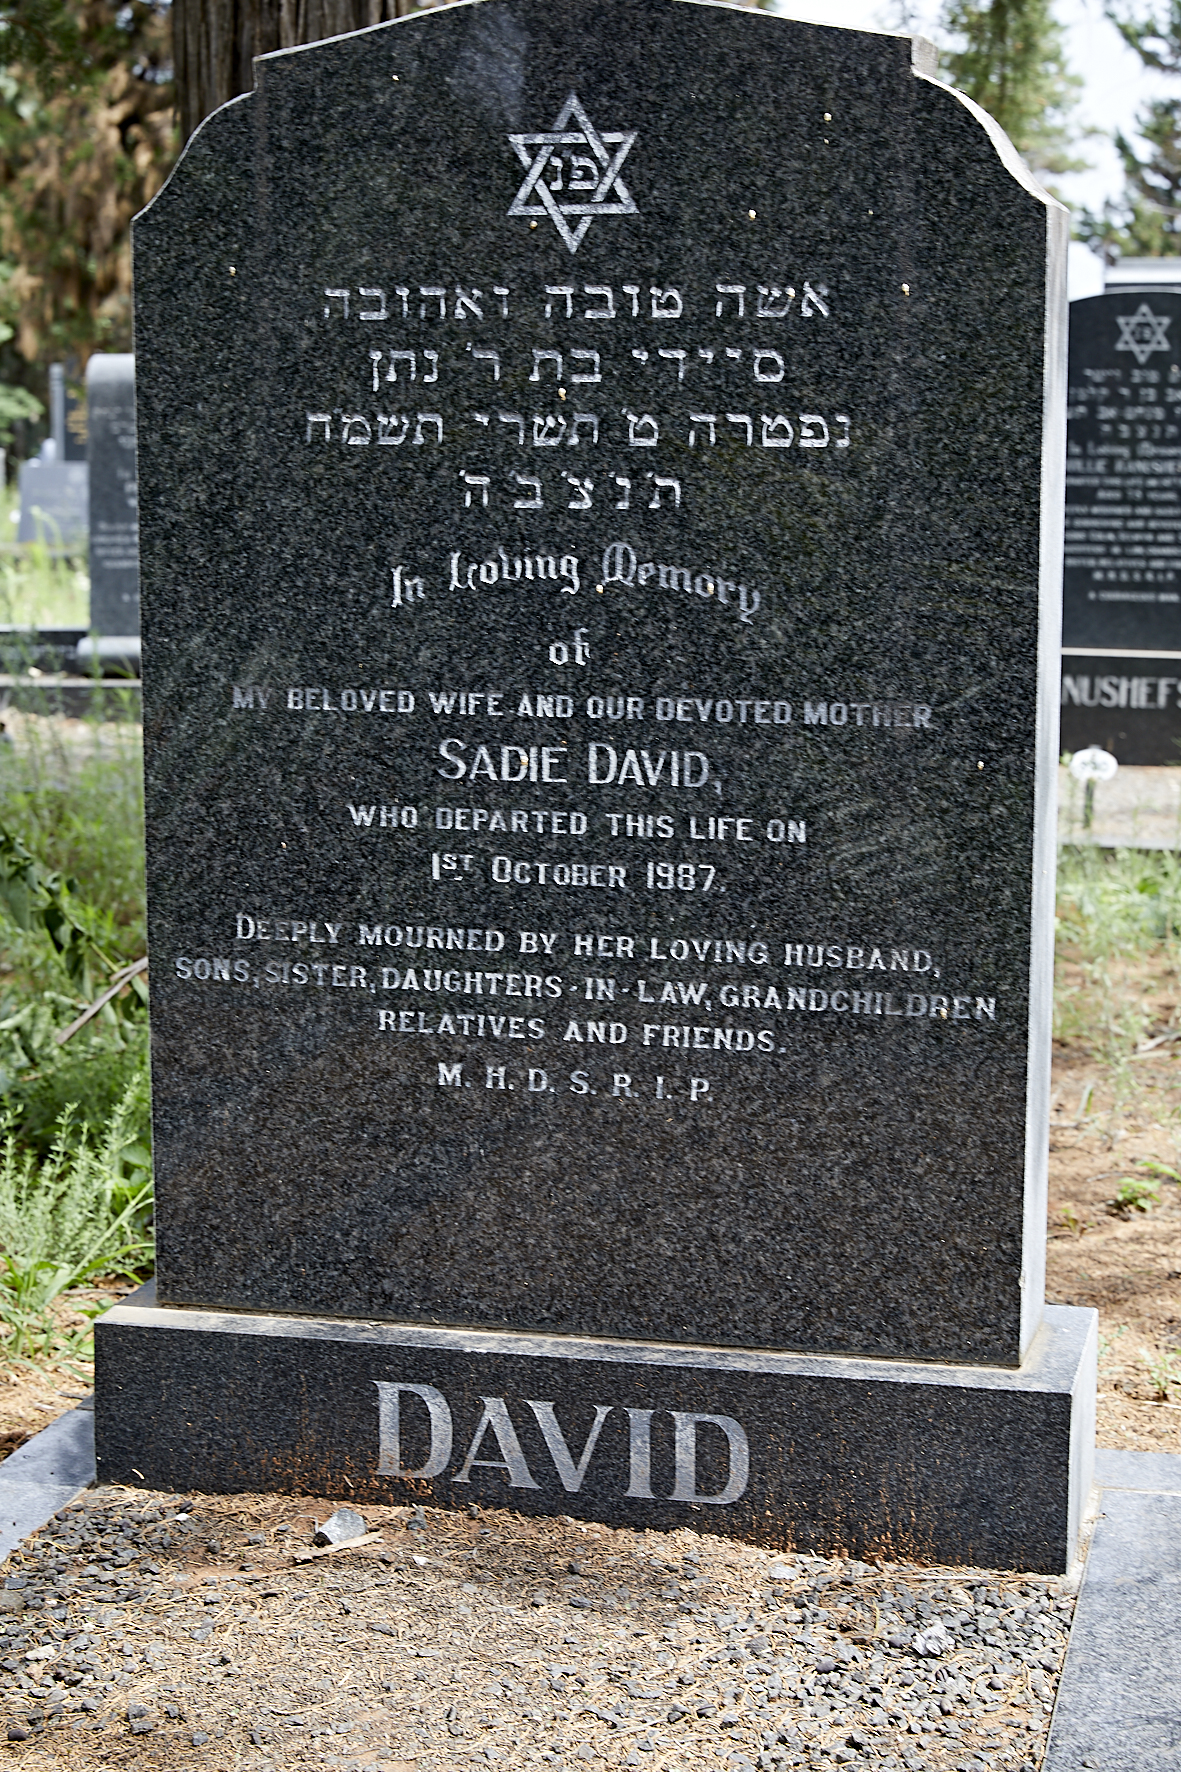 פנ
אשה טובה ואהובה
סיידי בת ר' נתן
נפטרה ט' תשרי תשמח
ת'נ'צ'ב'ה'
In Loving Memory
of
MY BELOVED WIFE AND OUR DEVOTED MOTHER
SADIE DAVID,
WHO DEPARTED THIS LIFE ON
1ST OCTOBER 1987.
DEEPLY MOURNED BY HER LOVING HUSBAND,
SONS, SISTER, DAUGHTERS-IN-LAW, GRANDCHILDREN
RELATIVES AND FRIENDS.
M. H. D. S. R. I. P.
DAVID
NUSHEFS